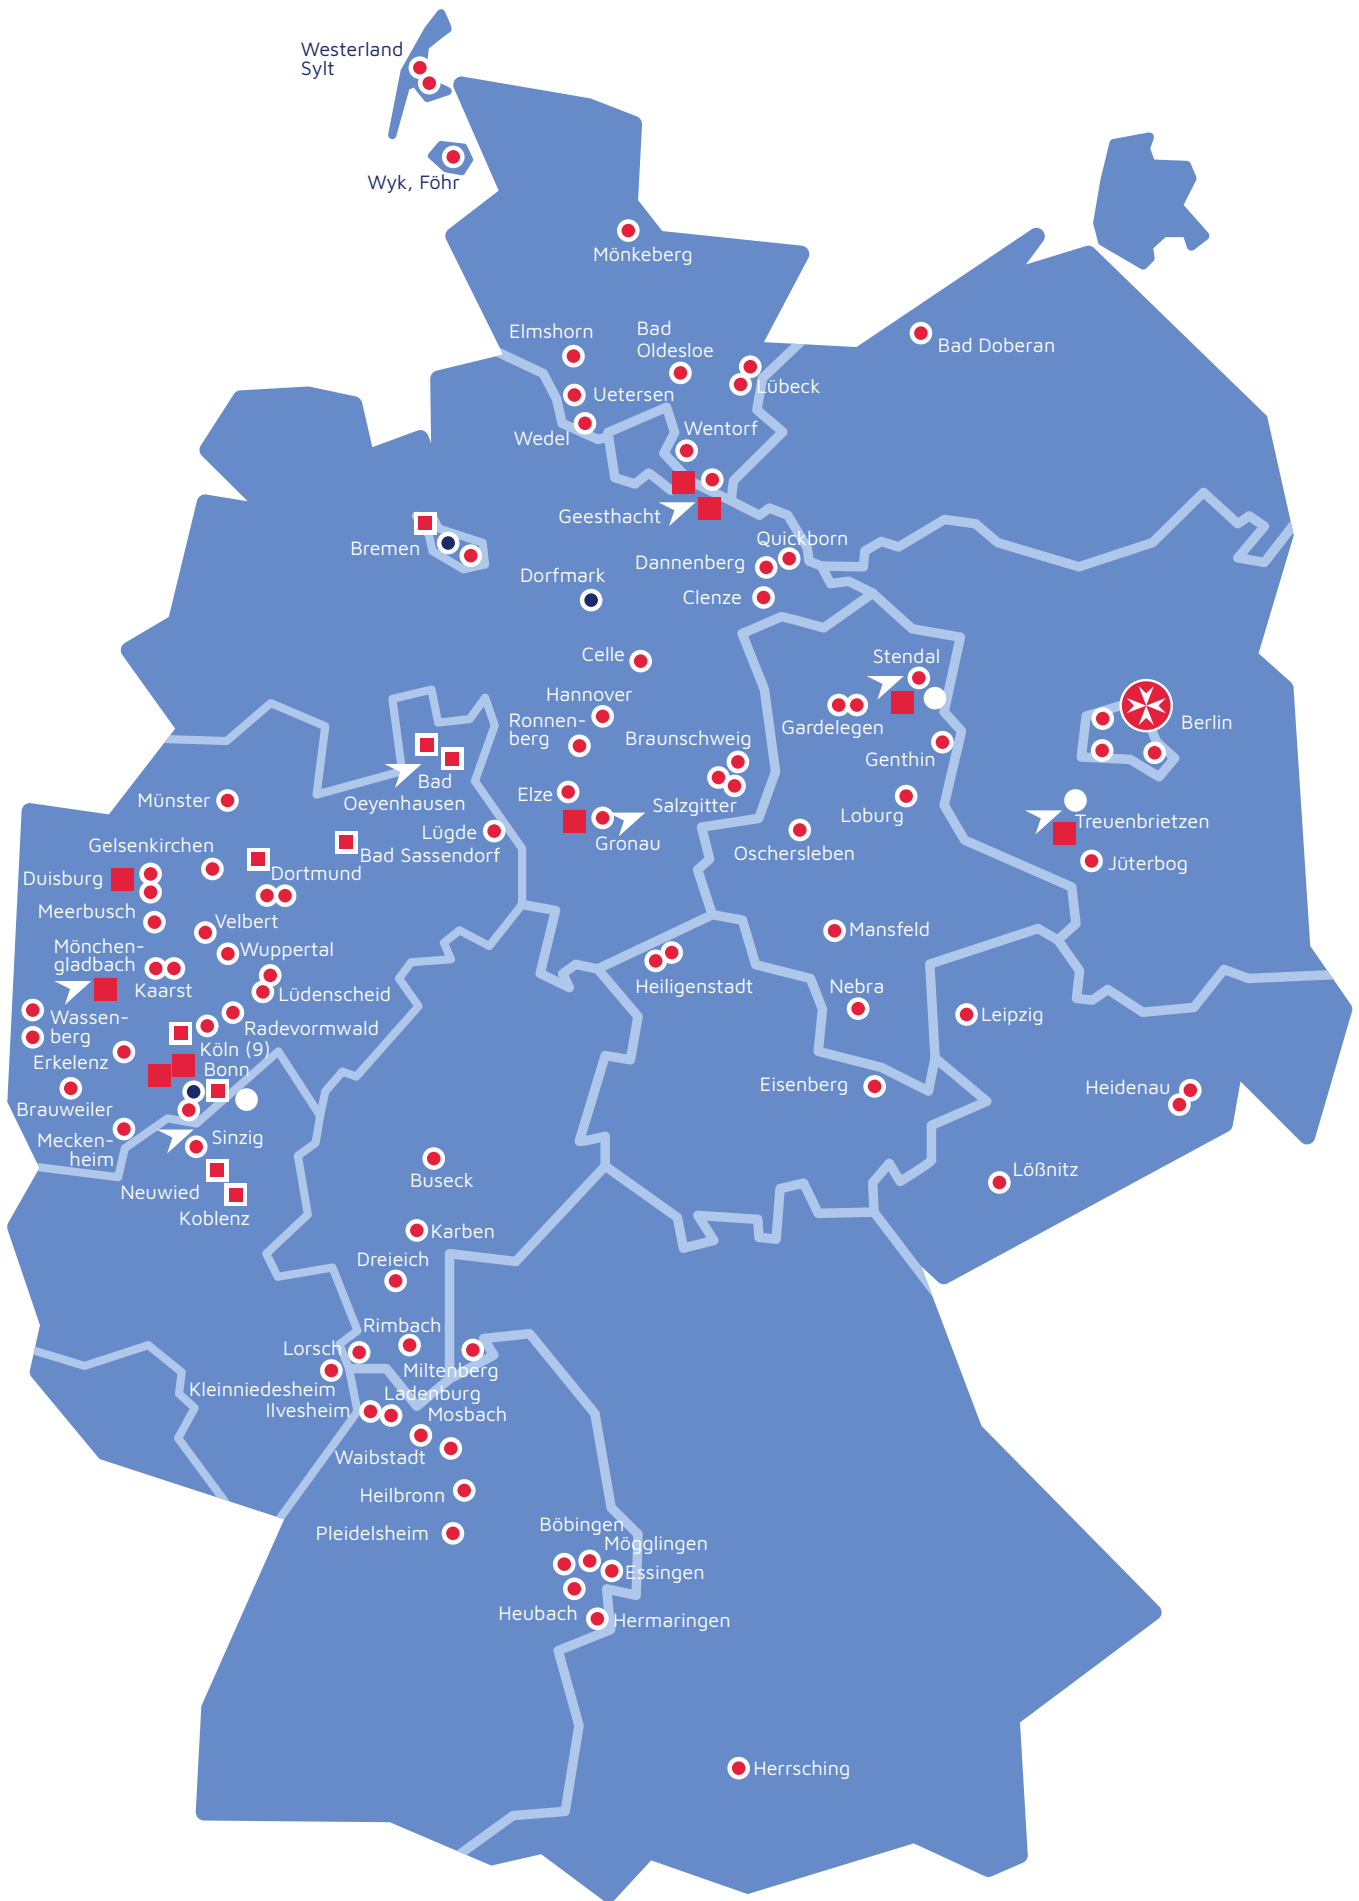 Westerland
Sylt
Wyk, Föhr
Mönkeberg
Elmshorn
Bad
Oldesloe
Bad Doberan
Lübeck
Uetersen
Wedel
Wentorf
Geesthacht
Quickborn
Bremen
Dannenberg
Dorfmark
Clenze
Celle
Stendal
Hannover
Ronnen-
berg
Braunschweig
Gardelegen
Berlin
Genthin
Bad
Oeyenhausen
Münster
Elze
Salzgitter
Loburg
Treuenbrietzen
Lügde
Gronau
Gelsenkirchen
Bad Sassendorf
Oschersleben
Jüterbog
Duisburg
Dortmund
Meerbusch
Velbert
Mansfeld
Mönchen-
gladbach
Wuppertal
Kaarst
Lüdenscheid
Heiligenstadt
Nebra
Wassen-
berg
Radevormwald
Leipzig
Köln (9)
Erkelenz
Bonn
Eisenberg
Heidenau
Brauweiler
Mecken-
heim
Sinzig
Lößnitz
Neuwied
Buseck
Koblenz
Karben
Dreieich
Rimbach
Lorsch
Miltenberg
Kleinniedesheim
Ladenburg
Ilvesheim
Mosbach
Waibstadt
Heilbronn
Pleidelsheim
Böbingen
Mögglingen
Essingen
Heubach
Hermaringen
Herrsching